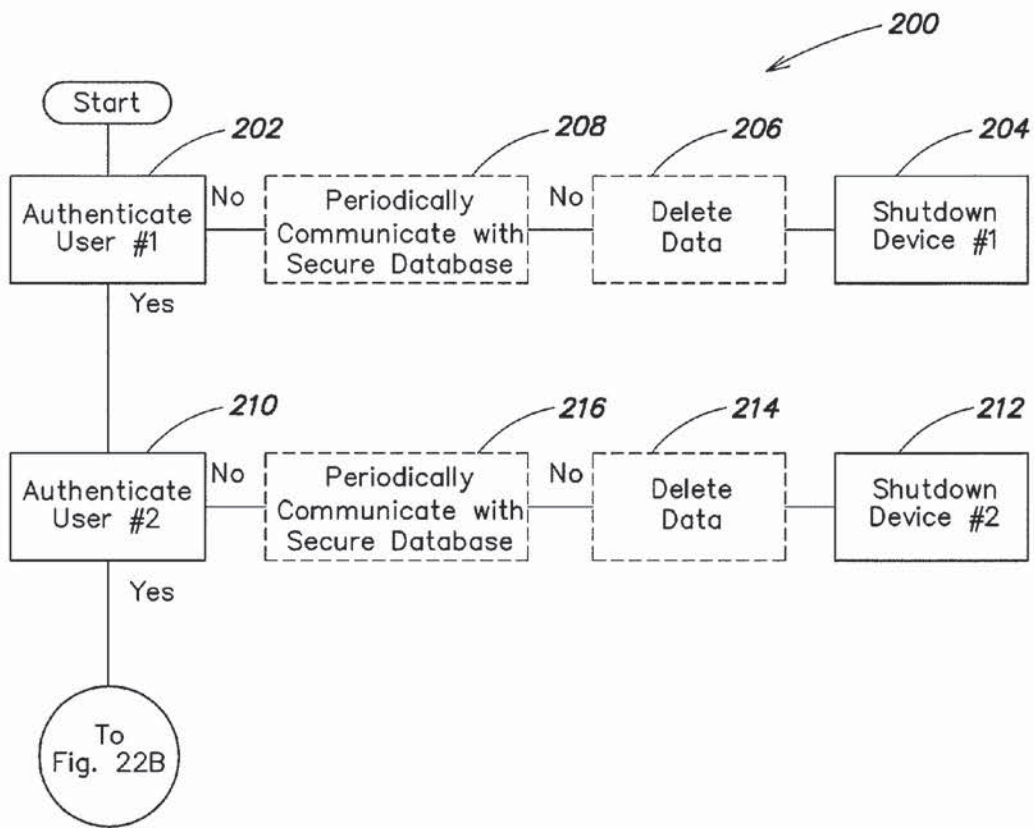 200
Start
202
208
206
204
Authenticate
User #1
No
Periodically
Communicate with
Secure Database
No
Delete
Data
Shutdown
Device #1
Yes
210
216
214
212
Authenticate
User #2
No
Periodically
Communicate with
Secure Database
No
Delete
Data
Shutdown
Device #2
Yes
To
Fig. 22B